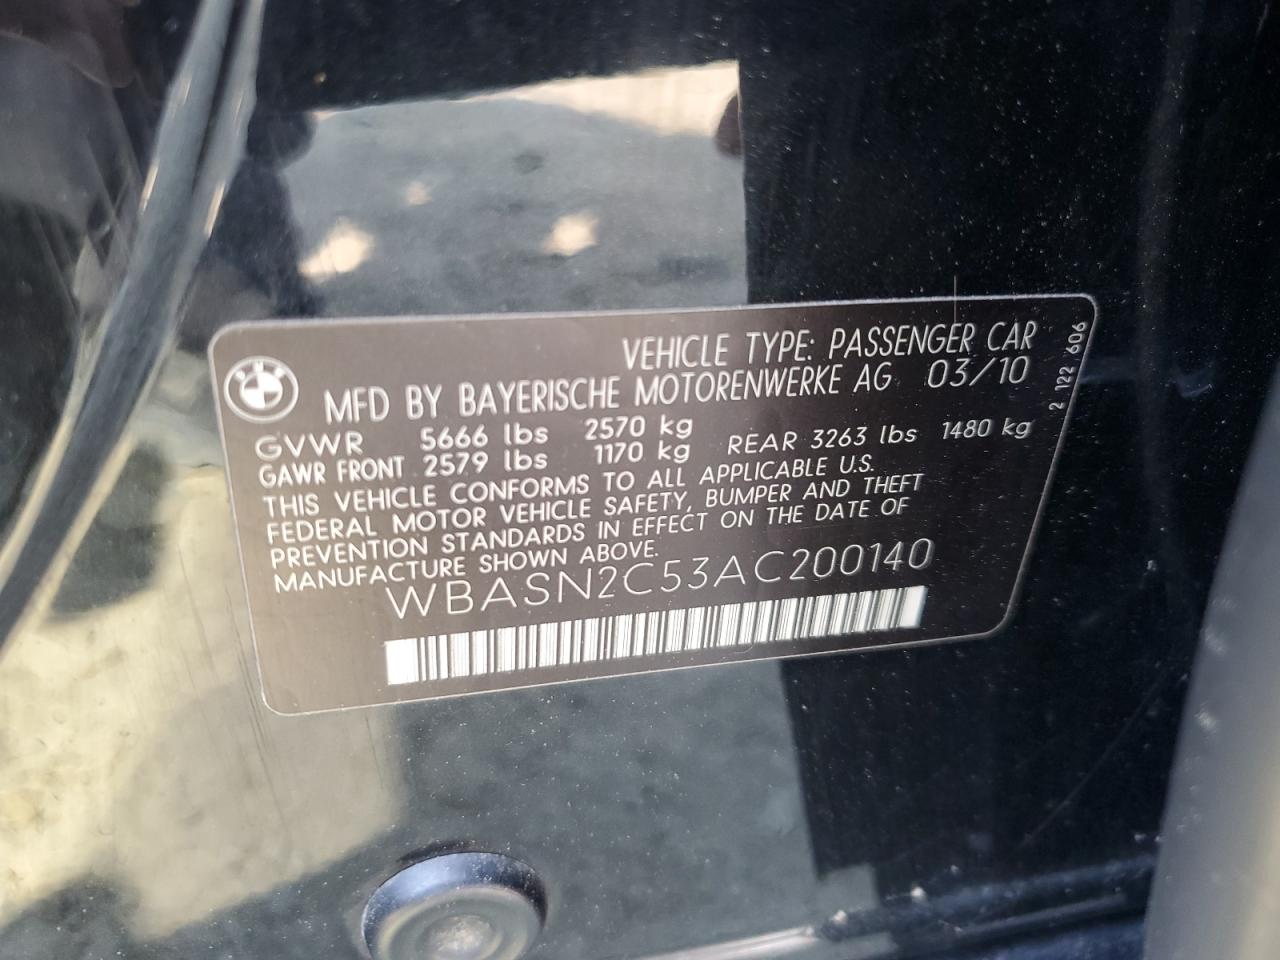 VEHICLE TYPE: PASSENGER CAR
MFD BY BAYERISCHE MOTORENWERKE AG 03/10
GVWR 5666 lbs 2570 kg
GAWR FRONT 2579 lbs 1170 kg REAR 3263 lbs 1480 kg
THIS VEHICLE CONFORMS TO ALL APPLICABLE U.S.
FEDERAL MOTOR VEHICLE SAFETY, BUMPER AND THEFT
PREVENTION STANDARDS IN EFFECT ON THE DATE OF
MANUFACTURE SHOWN ABOVE.
WBASN2C53AC200140
2 122 606